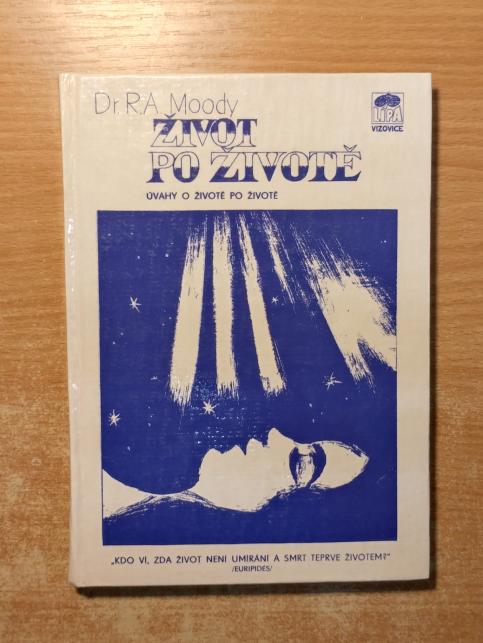 Dr. R.A. Moody
LÍPA
VIZOVICE
ŽIVOT
PO ŽIVOTĚ
ÚVAHY O ŽIVOTĚ PO ŽIVOTĚ
„KDO VÍ, ZDA ŽIVOT NENÍ UMÍRÁNÍ A SMRT TEPRVE ŽIVOTEM?"
/EURIPIDES/